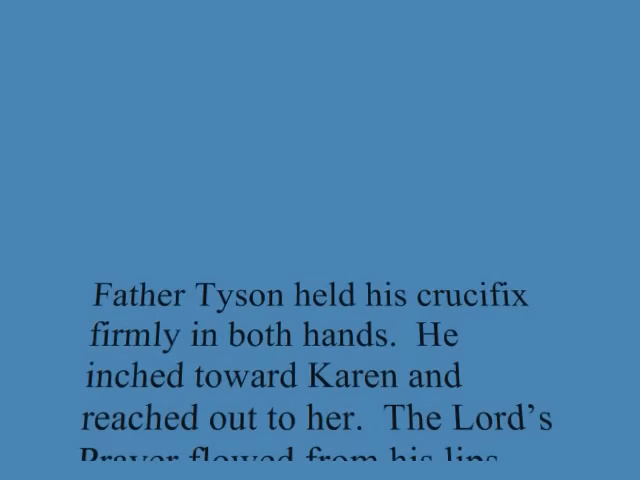 Father Tyson held his crucifix
firmly in both hands.  He
inched toward Karen and
reached out to her.  The Lord’s
Prayer flowed from his lips